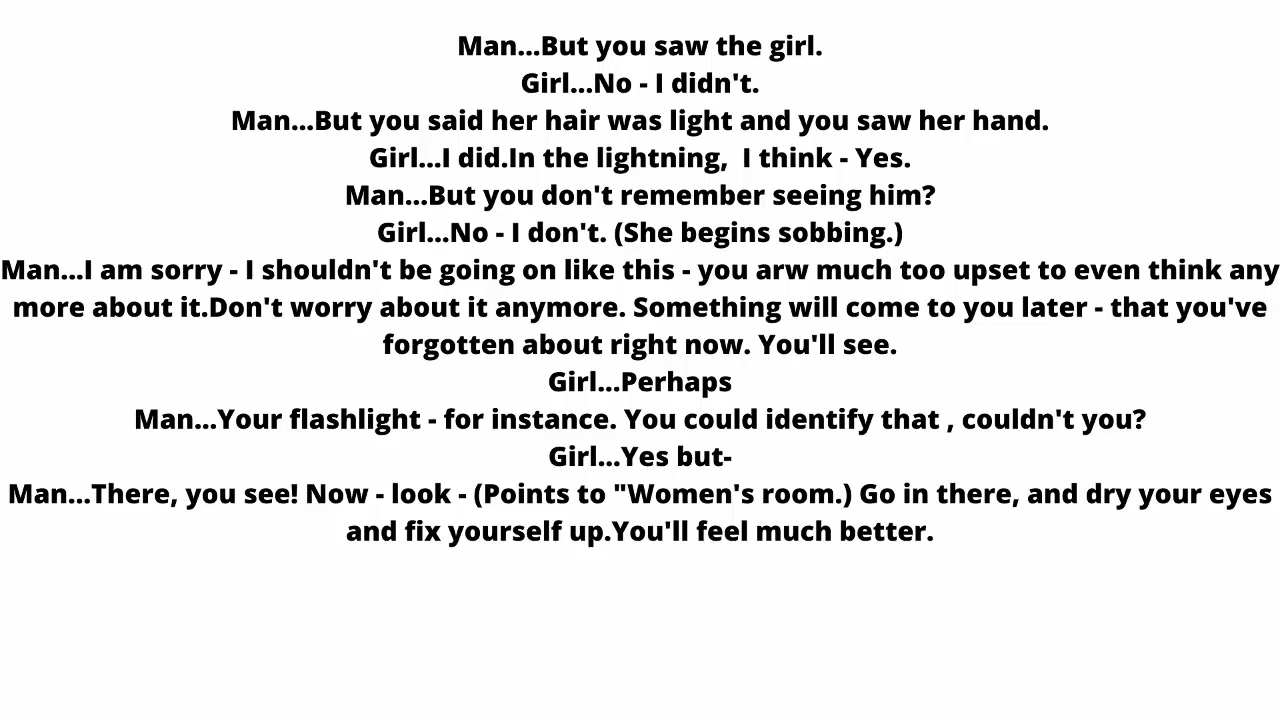 Man...But you saw the girl.
Girl...No - I didn't.
Man...But you said her hair was light and you saw her hand.
Girl...I did.In the lightning,  I think - Yes.
Man...But you don't remember seeing him?
Girl...No - I don't. (She begins sobbing.)
Man...I am sorry - I shouldn't be going on like this - you arw much too upset to even think any
more about it.Don't worry about it anymore. Something will come to you later - that you've
forgotten about right now. You'll see.
Girl...Perhaps
Man...Your flashlight - for instance. You could identify that , couldn't you?
Girl...Yes but-
Man...There, you see! Now - look - (Points to "Women's room.) Go in there, and dry your eyes
and fix yourself up.You'll feel much better.